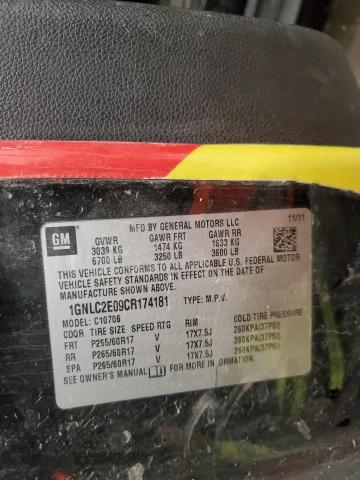 GM
MFD BY GENERAL MOTORS LLC
11/11
GVWR GAWR FRT GAWR RR
3039 KG 1474 KG 1633 KG
6700 LB 3250 LB 3600 LB
THIS VEHICLE CONFORMS TO ALL APPLICABLE U.S. FEDERAL MOTOR
VEHICLE SAFETY STANDARDS IN EFFECT ON THE DATE OF
MANUFACTURE SHOWN ABOVE.
1GNLC2E09CR174181 TYPE: M.P.V.
MODEL: C10706
CDQR TIRE SIZE SPEED RTG RIM COLD TIRE PRESSURE
FRT P255/60R17 V 17X7.5J 260KPA(37PSI)
RR P265/60R17 V 17X7.5J 260KPA(37PSI)
SPA P265/60R17 V 17X7.5J 260KPA(37PSI)
SEE OWNER'S MANUAL FOR MORE INFORMATION.